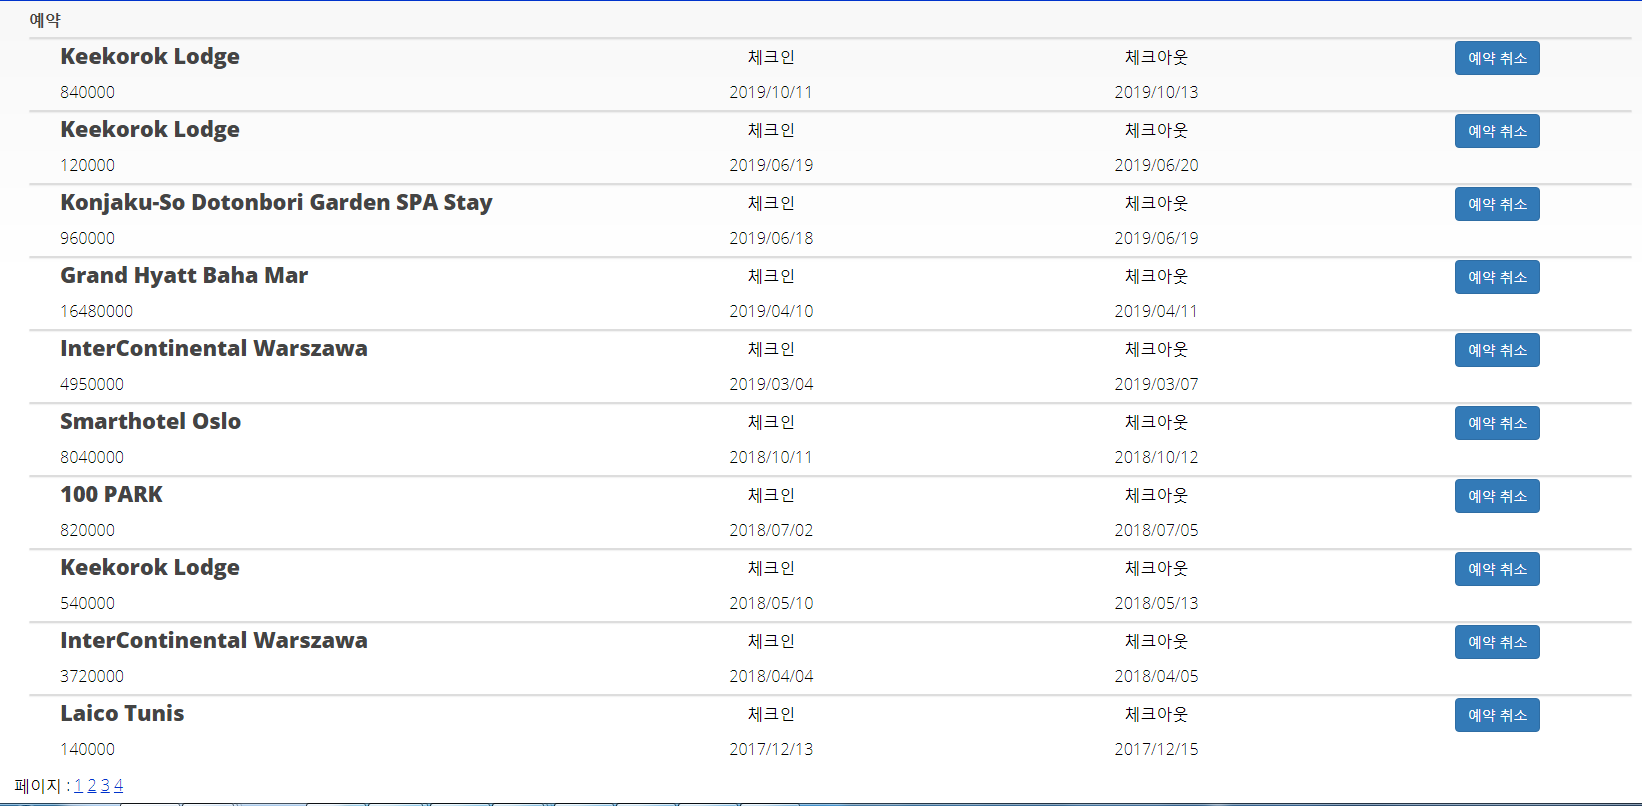 예약
Keekorok Lodge 체크인 체크아웃 예약 취소
840000 2019/10/11 2019/10/13
Keekorok Lodge 체크인 체크아웃 예약 취소
120000 2019/06/19 2019/06/20
Konjaku-So Dotonbori Garden SPA Stay 체크인 체크아웃 예약 취소
960000 2019/06/18 2019/06/19
Grand Hyatt Baha Mar 체크인 체크아웃 예약 취소
16480000 2019/04/10 2019/04/11
InterContinental Warszawa 체크인 체크아웃 예약 취소
4950000 2019/03/04 2019/03/07
Smarthotel Oslo 체크인 체크아웃 예약 취소
8040000 2018/10/11 2018/10/12
100 PARK 체크인 체크아웃 예약 취소
820000 2018/07/02 2018/07/05
Keekorok Lodge 체크인 체크아웃 예약 취소
540000 2018/05/10 2018/05/13
InterContinental Warszawa 체크인 체크아웃 예약 취소
3720000 2018/04/04 2018/04/05
Laico Tunis 체크인 체크아웃 예약 취소
140000 2017/12/13 2017/12/15
페이지 : 1 2 3 4